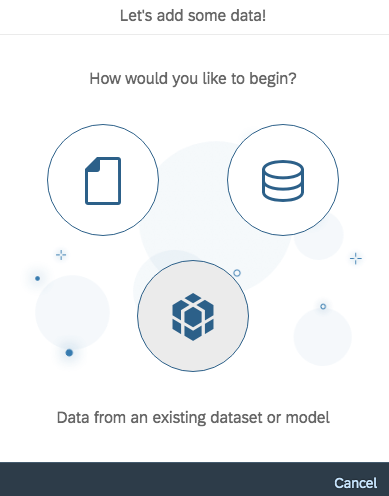 Let's add some data!
How would you like to begin?
Data from an existing dataset or model
Cancel